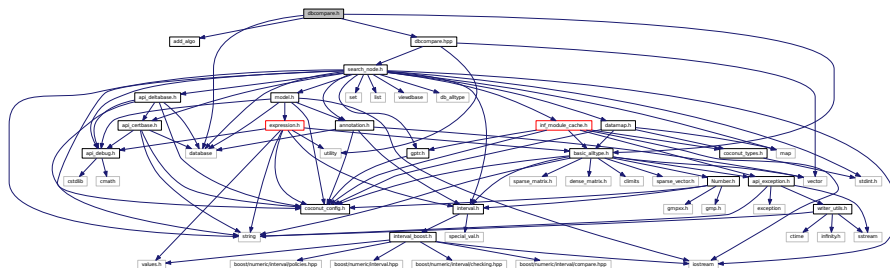 dbcompare.h
add_algo
dbcompare.hpp
search_node.h
api_deltabase.h
model.h
set
list
viewdbase
db_alltype
api_certbase.h
expression.h
annotation.h
inf_module_cache.h
datamap.h
api_debug.h
database
utility
gptr.h
basic_alltype.h
coconut_types.h
map
cstdlib
cmath
sparse_matrix.h
dense_matrix.h
climits
sparse_vector.h
Number.h
api_exception.h
vector
stdint.h
coconut_config.h
interval.h
gmpxx.h
gmp.h
exception
writer_utils.h
string
interval_boost.h
special_val.h
ctime
infinity.h
sstream
values.h
boost/numeric/interval/policies.hpp
boost/numeric/interval.hpp
boost/numeric/interval/checking.hpp
boost/numeric/interval/compare.hpp
iostream